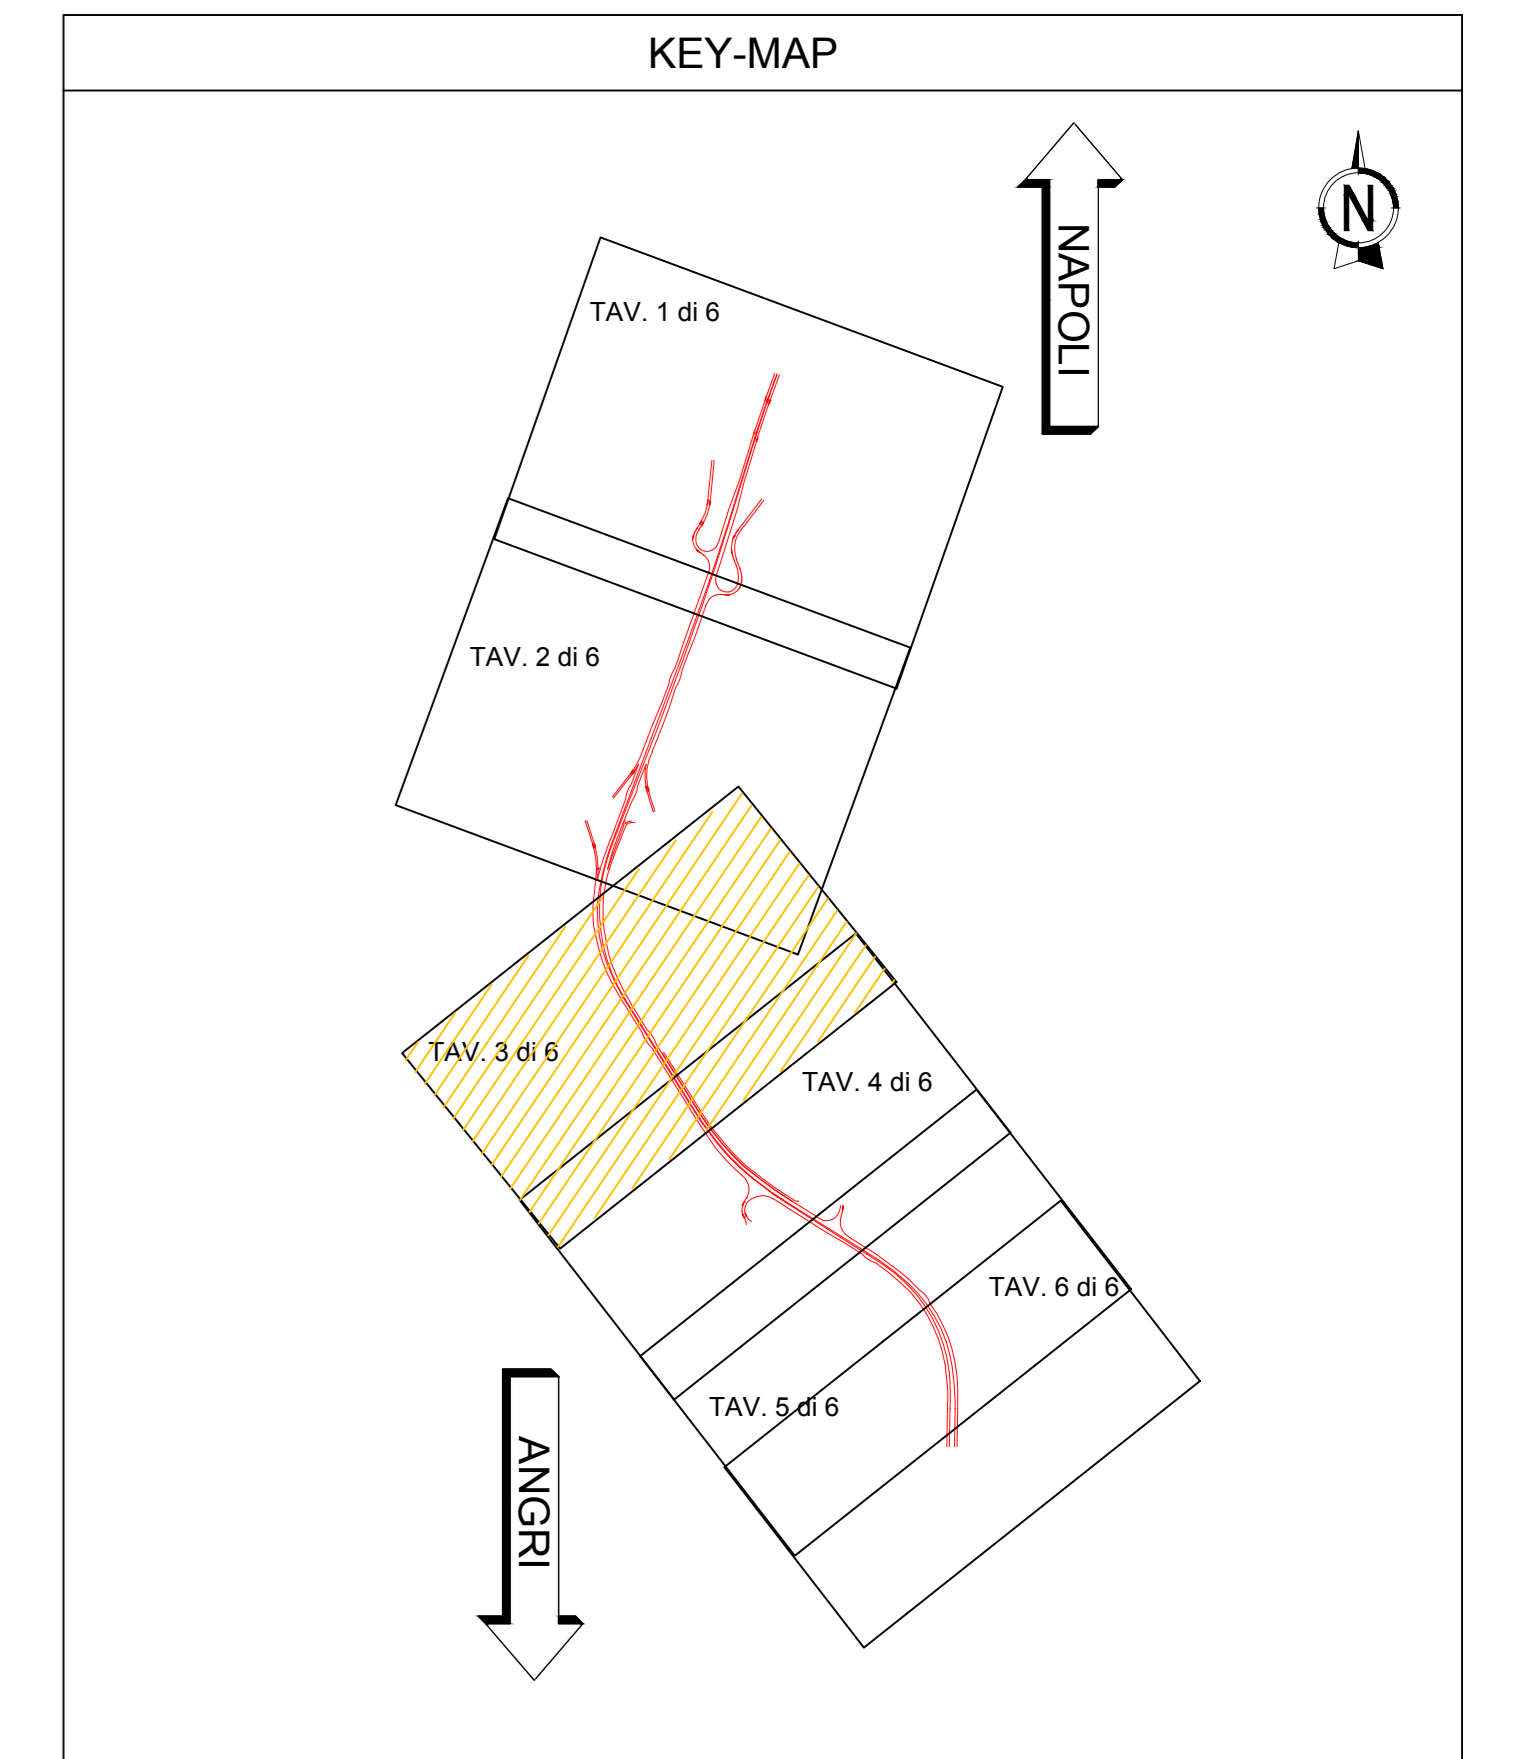 KEY-MAP
NAPOLI
N
TAV. 1 di 6
TAV. 2 di 6
TAV. 3 di 6
TAV. 4 di 6
TAV. 6 di 6
TAV. 5 di 6
ANGRI